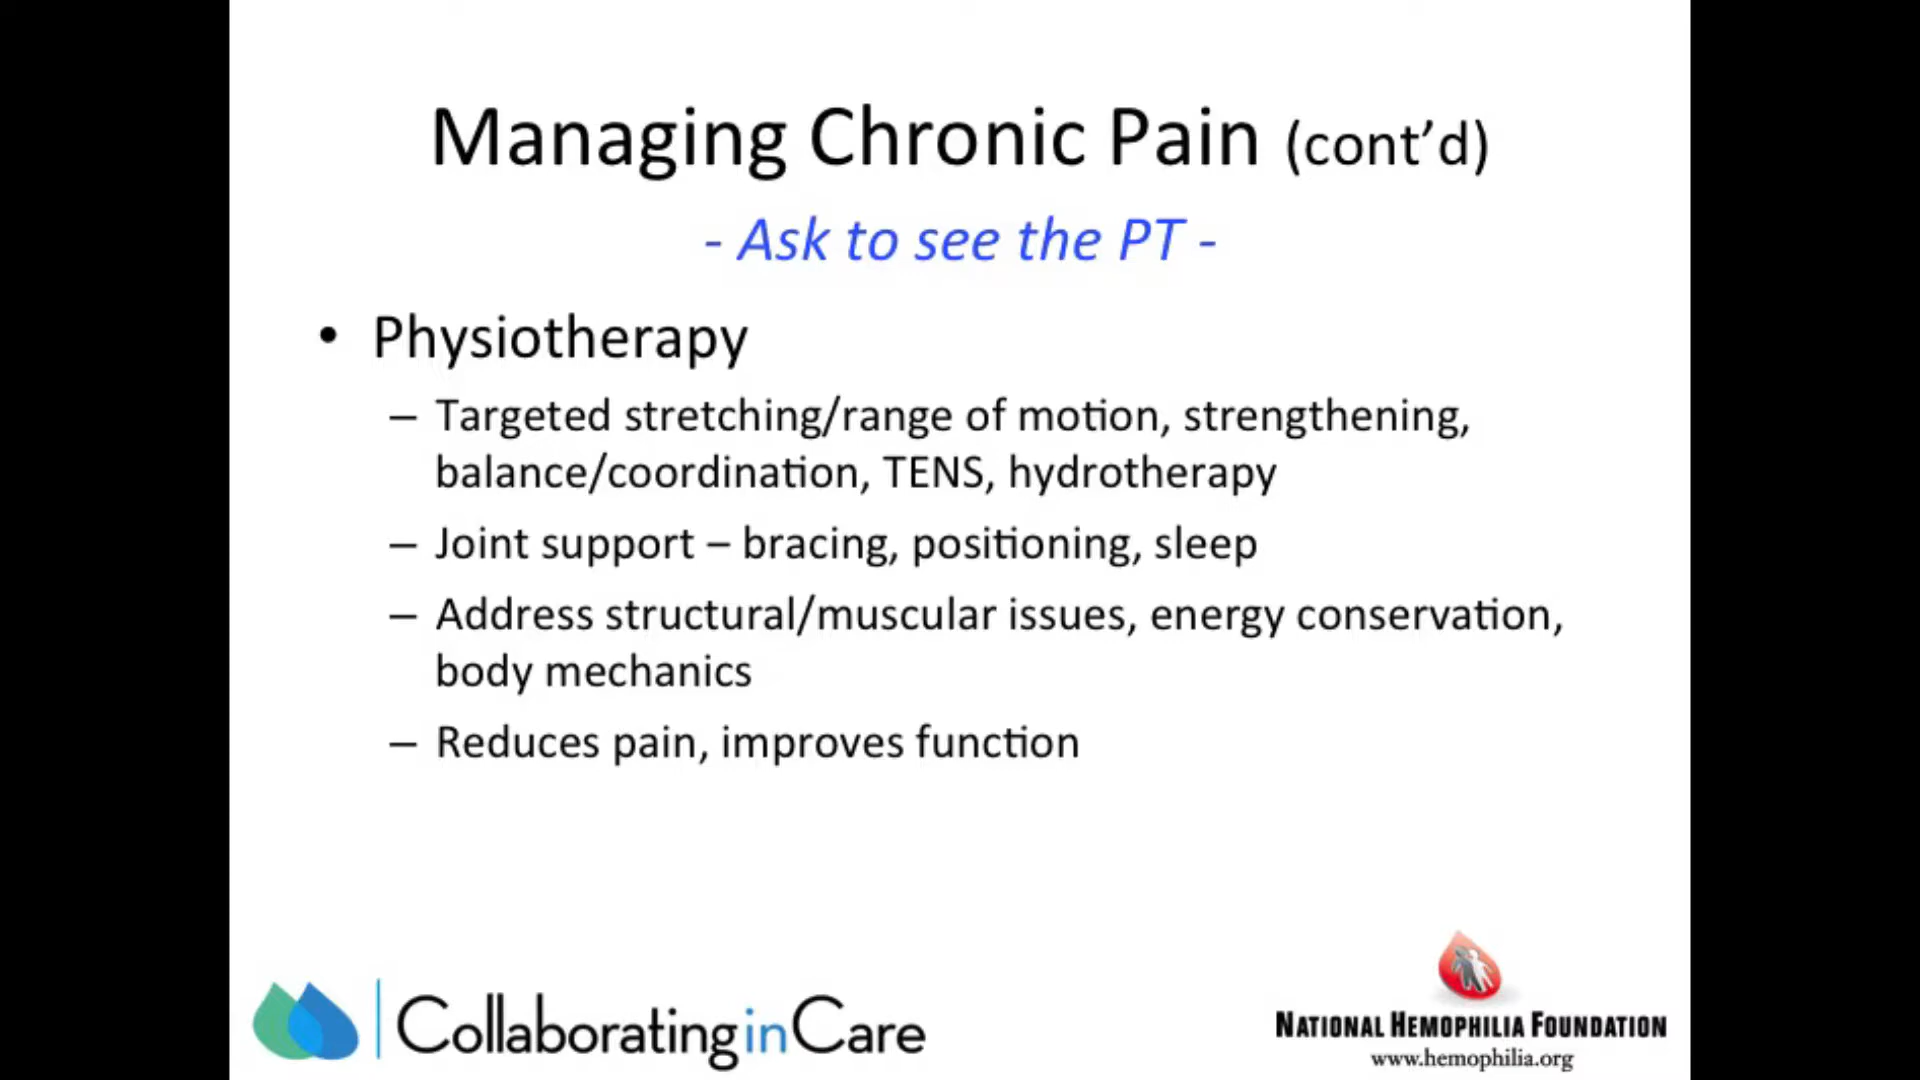 Managing Chronic Pain (cont’d)
- Ask to see the PT -
• Physiotherapy
– Targeted stretching/range of motion, strengthening,
balance/coordination, TENS, hydrotherapy
– Joint support – bracing, positioning, sleep
– Address structural/muscular issues, energy conservation,
body mechanics
– Reduces pain, improves function
CollaboratinginCare
NATIONAL HEMOPHILIA FOUNDATION
www.hemophilia.org